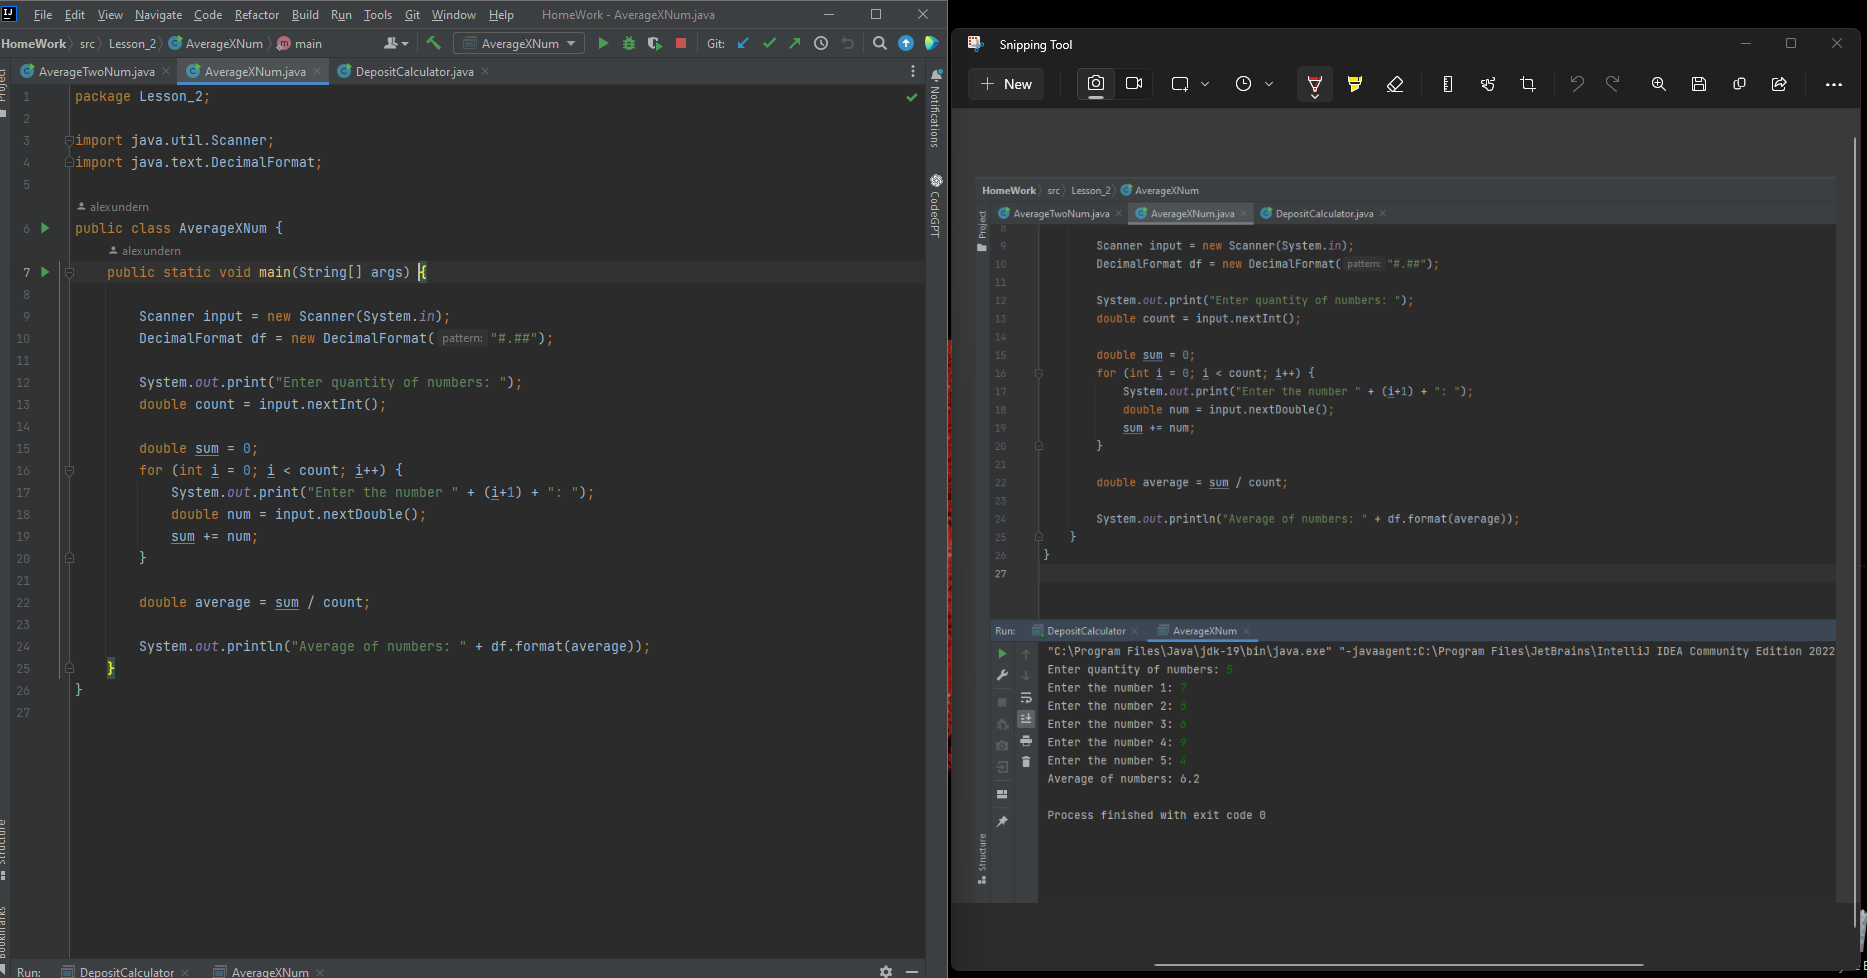 File Edit View Navigate Code Refactor Build Run Tools Git Window Help HomeWork - AverageXNum.java
HomeWork src Lesson_2 AverageXNum main AverageXNum Git:
AverageTwoNum.java AverageXNum.java DepositCalculator.java
Project
Notifications
CodeGPT
1 package Lesson_2;
2
3 import java.util.Scanner;
4 import java.text.DecimalFormat;
5
alexundern
6 public class AverageXNum {
alexundern
7 public static void main(String[] args) {
8
9 Scanner input = new Scanner(System.in);
10 DecimalFormat df = new DecimalFormat( pattern: "#.##");
11
12 System.out.print("Enter quantity of numbers: ");
13 double count = input.nextInt();
14
15 double sum = 0;
16 for (int i = 0; i < count; i++) {
17 System.out.print("Enter the number " + (i+1) + ": ");
18 double num = input.nextDouble();
19 sum += num;
20 }
21
22 double average = sum / count;
23
24 System.out.println("Average of numbers: " + df.format(average));
25 }
26 }
27
Structure
Bookmarks
Run: DepositCalculator AverageXNum
Snipping Tool
New
HomeWork src Lesson_2 AverageXNum
AverageTwoNum.java AverageXNum.java DepositCalculator.java
Project
8
9 Scanner input = new Scanner(System.in);
10 DecimalFormat df = new DecimalFormat( pattern: "#.##");
11
12 System.out.print("Enter quantity of numbers: ");
13 double count = input.nextInt();
14
15 double sum = 0;
16 for (int i = 0; i < count; i++) {
17 System.out.print("Enter the number " + (i+1) + ": ");
18 double num = input.nextDouble();
19 sum += num;
20 }
21
22 double average = sum / count;
23
24 System.out.println("Average of numbers: " + df.format(average));
25 }
26 }
27
Run: DepositCalculator AverageXNum
"C:\Program Files\Java\jdk-19\bin\java.exe" "-javaagent:C:\Program Files\JetBrains\IntelliJ IDEA Community Edition 2022
Enter quantity of numbers: 5
Enter the number 1: 7
Enter the number 2: 5
Enter the number 3: 6
Enter the number 4: 9
Enter the number 5: 4
Average of numbers: 6.2
Process finished with exit code 0
Structure